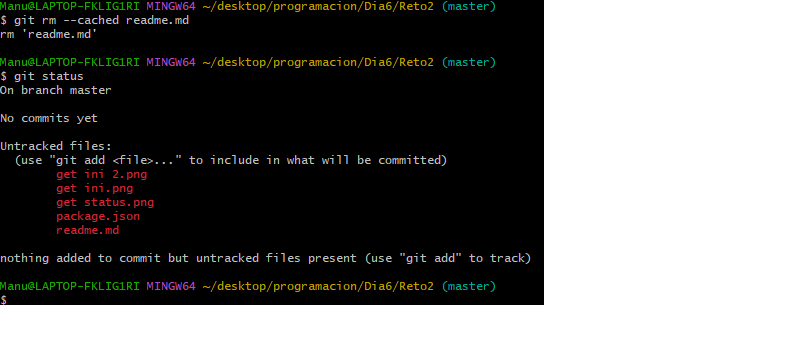 Manu@LAPTOP-FKLIG1RI MINGW64 ~/desktop/programacion/Dia6/Reto2 (master)
$ git rm --cached readme.md
rm 'readme.md'
Manu@LAPTOP-FKLIG1RI MINGW64 ~/desktop/programacion/Dia6/Reto2 (master)
$ git status
On branch master
No commits yet
Untracked files:
(use "git add <file>..." to include in what will be committed)
get ini 2.png
get ini.png
get status.png
package.json
readme.md
nothing added to commit but untracked files present (use "git add" to track)
Manu@LAPTOP-FKLIG1RI MINGW64 ~/desktop/programacion/Dia6/Reto2 (master)
$